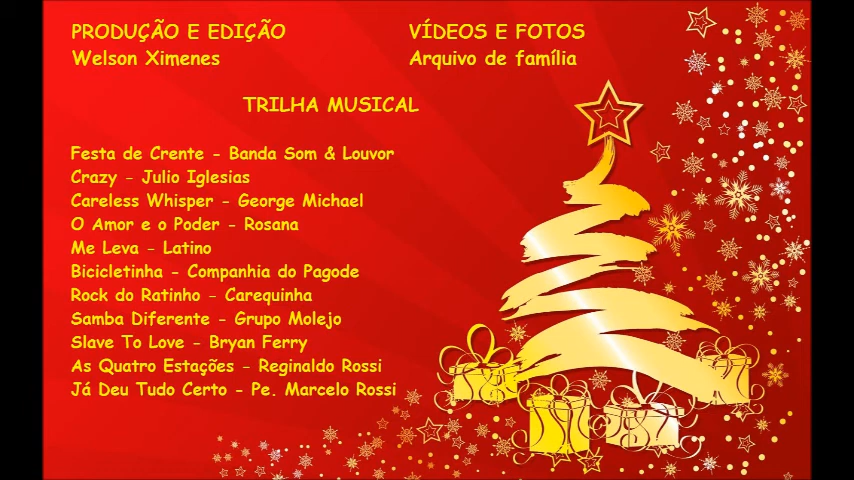 PRODUÇÃO E EDIÇÃO
Welson Ximenes
VÍDEOS E FOTOS
Arquivo de família
TRILHA MUSICAL
Festa de Crente - Banda Som & Louvor
Crazy - Julio Iglesias
Careless Whisper - George Michael
O Amor e o Poder - Rosana
Me Leva - Latino
Bicicletinha - Companhia do Pagode
Rock do Ratinho - Carequinha
Samba Diferente - Grupo Molejo
Slave To Love - Bryan Ferry
As Quatro Estações - Reginaldo Rossi
Já Deu Tudo Certo - Pe. Marcelo Rossi